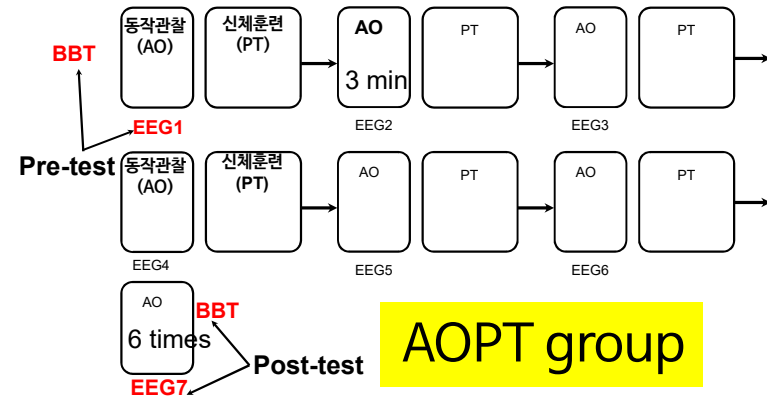 동작관찰
(AO)
신체훈련
(PT)
AO
3 min
PT
AO
PT
BBT
EEG1
EEG2
EEG3
Pre-test
동작관찰
(AO)
신체훈련
(PT)
AO
PT
AO
PT
EEG4
EEG5
EEG6
AO
6 times
BBT
EEG7
Post-test
AOPT group